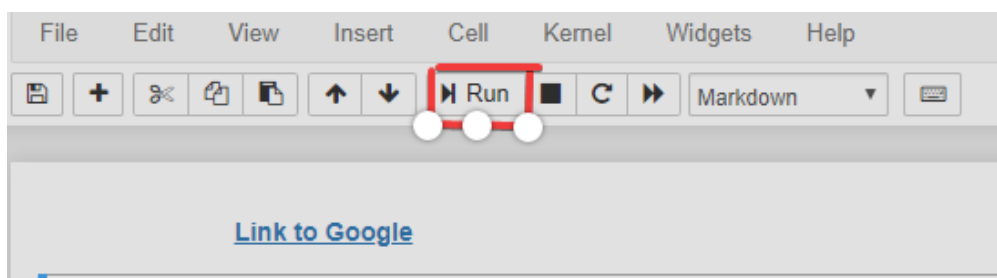 File Edit View Insert Cell Kernel Widgets Help
Run Markdown
Link to Google